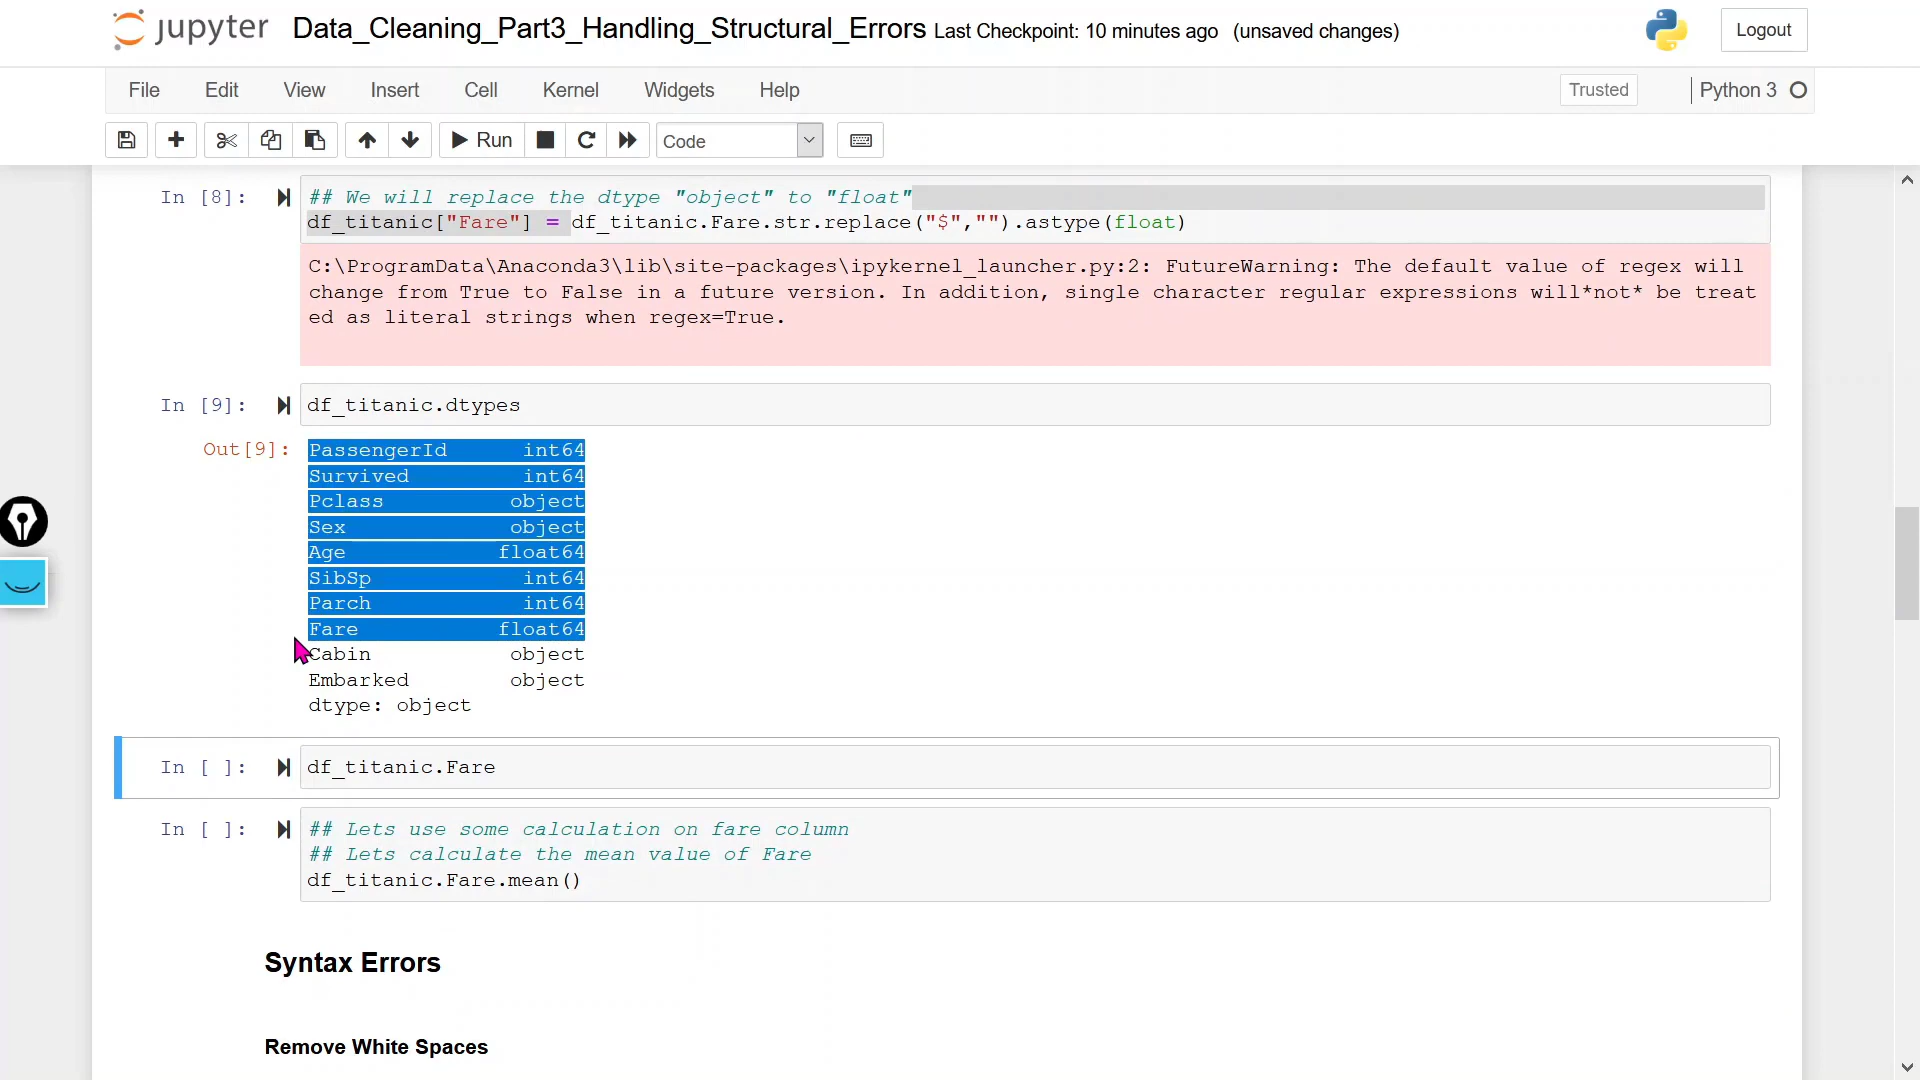 jupyter Data_Cleaning_Part3_Handling_Structural_Errors Last Checkpoint: 10 minutes ago (unsaved changes) Logout
File Edit View Insert Cell Kernel Widgets Help Trusted Python 3
Run Code
In [8]: ## We will replace the dtype "object" to "float"
df_titanic["Fare"] = df_titanic.Fare.str.replace("$","").astype(float)
C:\ProgramData\Anaconda3\lib\site-packages\ipykernel_launcher.py:2: FutureWarning: The default value of regex will
change from True to False in a future version. In addition, single character regular expressions will*not* be treat
ed as literal strings when regex=True.
In [9]: df_titanic.dtypes
Out[9]: PassengerId int64
Survived int64
Pclass object
Sex object
Age float64
SibSp int64
Parch int64
Fare float64
Cabin object
Embarked object
dtype: object
In [ ]: df_titanic.Fare
In [ ]: ## Lets use some calculation on fare column
## Lets calculate the mean value of Fare
df_titanic.Fare.mean()
Syntax Errors
Remove White Spaces